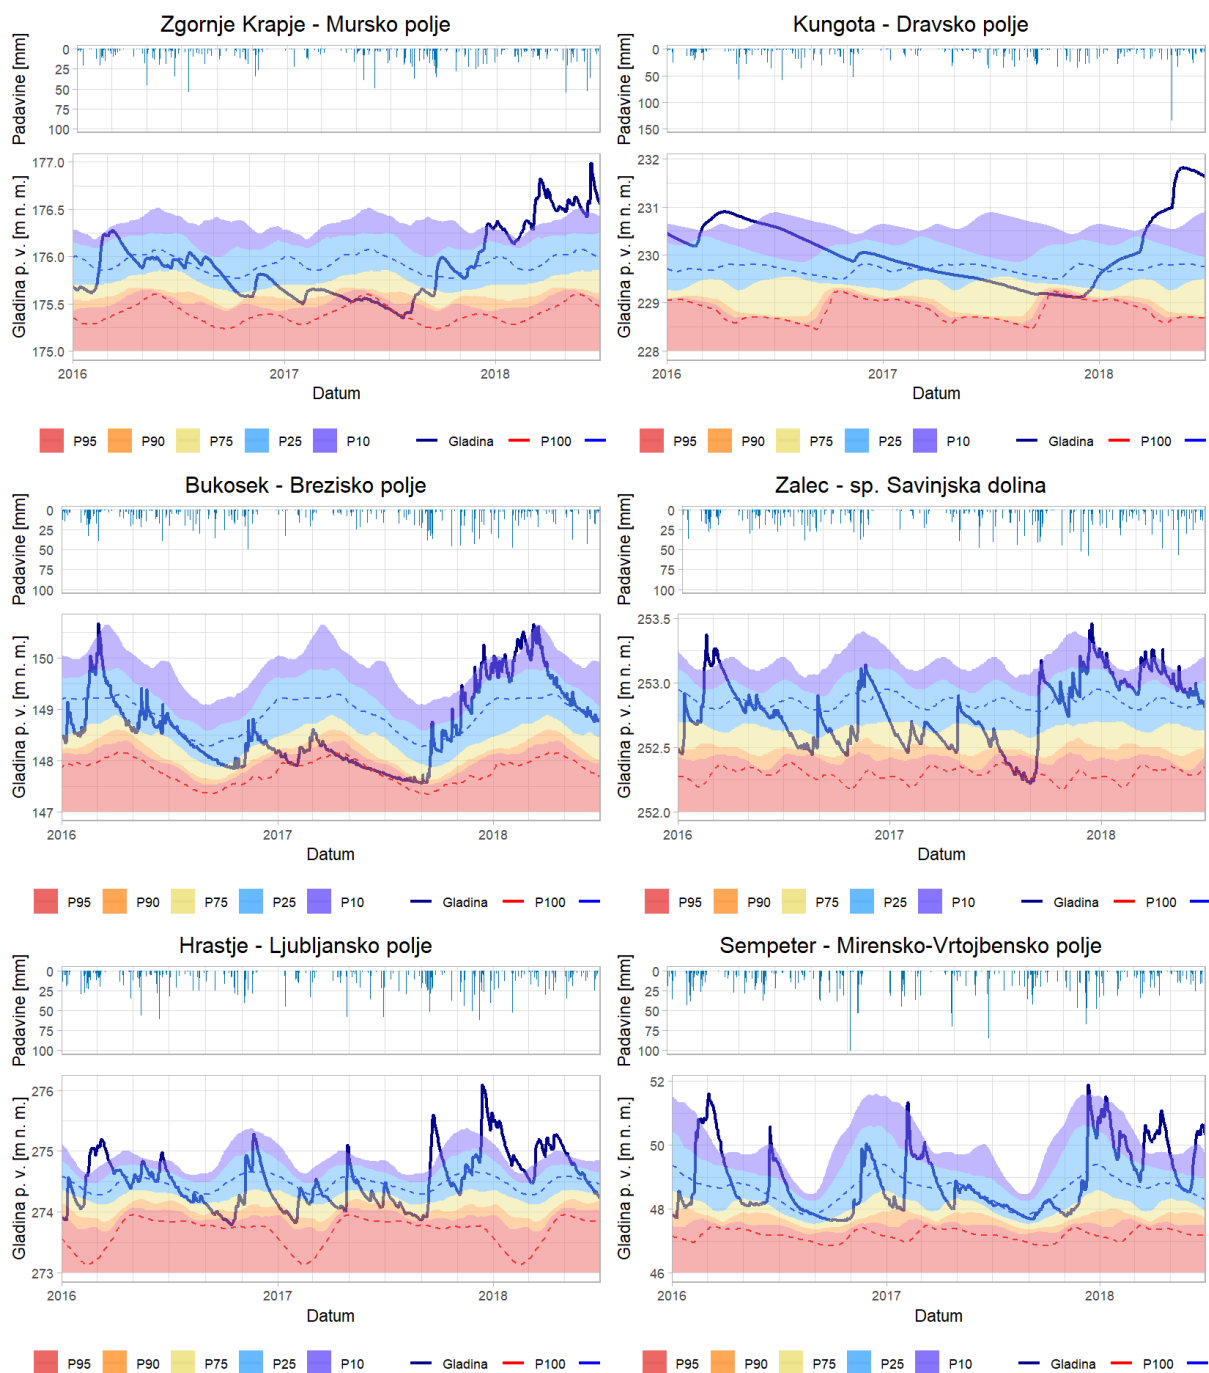 Zgornje Krapje - Mursko polje
Padavine [mm]
0
25
50
75
100
Gladina p. v. [m n. m.]
177.0
176.5
176.0
175.5
175.0
2016
2017
2018
Datum
P95 P90 P75 P25 P10 Gladina P100
Kungota - Dravsko polje
Padavine [mm]
0
50
100
150
Gladina p. v. [m n. m.]
232
231
230
229
228
2016
2017
2018
Datum
P95 P90 P75 P25 P10 Gladina P100
Bukosek - Brezisko polje
Padavine [mm]
0
25
50
75
100
Gladina p. v. [m n. m.]
150
149
148
147
2016
2017
2018
Datum
P95 P90 P75 P25 P10 Gladina P100
Zalec - sp. Savinjska dolina
Padavine [mm]
0
25
50
75
100
Gladina p. v. [m n. m.]
253.5
253.0
252.5
252.0
2016
2017
2018
Datum
P95 P90 P75 P25 P10 Gladina P100
Hrastje - Ljubljansko polje
Padavine [mm]
0
25
50
75
100
Gladina p. v. [m n. m.]
276
275
274
273
2016
2017
2018
Datum
P95 P90 P75 P25 P10 Gladina P100
Sempeter - Mirensko-Vrtojbensko polje
Padavine [mm]
0
25
50
75
100
Gladina p. v. [m n. m.]
52
50
48
46
2016
2017
2018
Datum
P95 P90 P75 P25 P10 Gladina P100